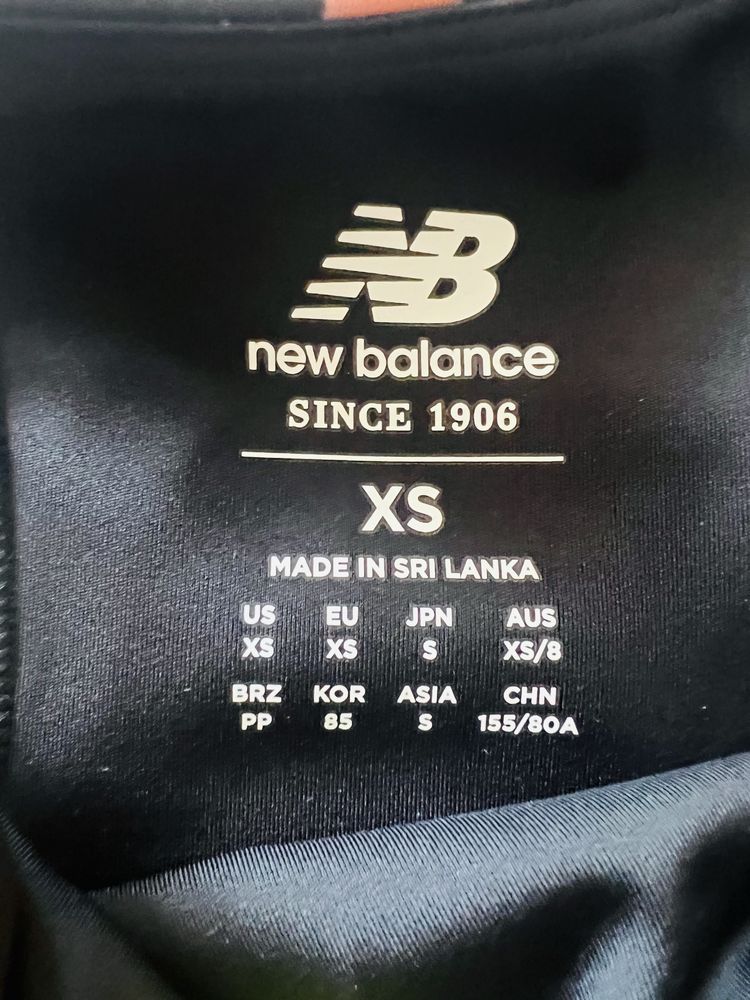 NB
new balance
SINCE 1906
XS
MADE IN SRI LANKA
US EU JPN AUS
XS XS S XS/8
BRZ KOR ASIA CHN
PP 85 S 155/80A